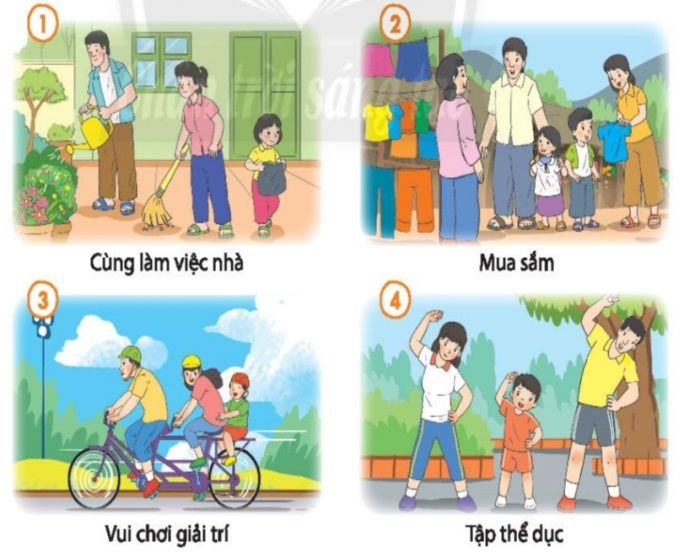 1
2
Cùng làm việc nhà
Mua sắm
3
4
Vui chơi giải trí
Tập thể dục